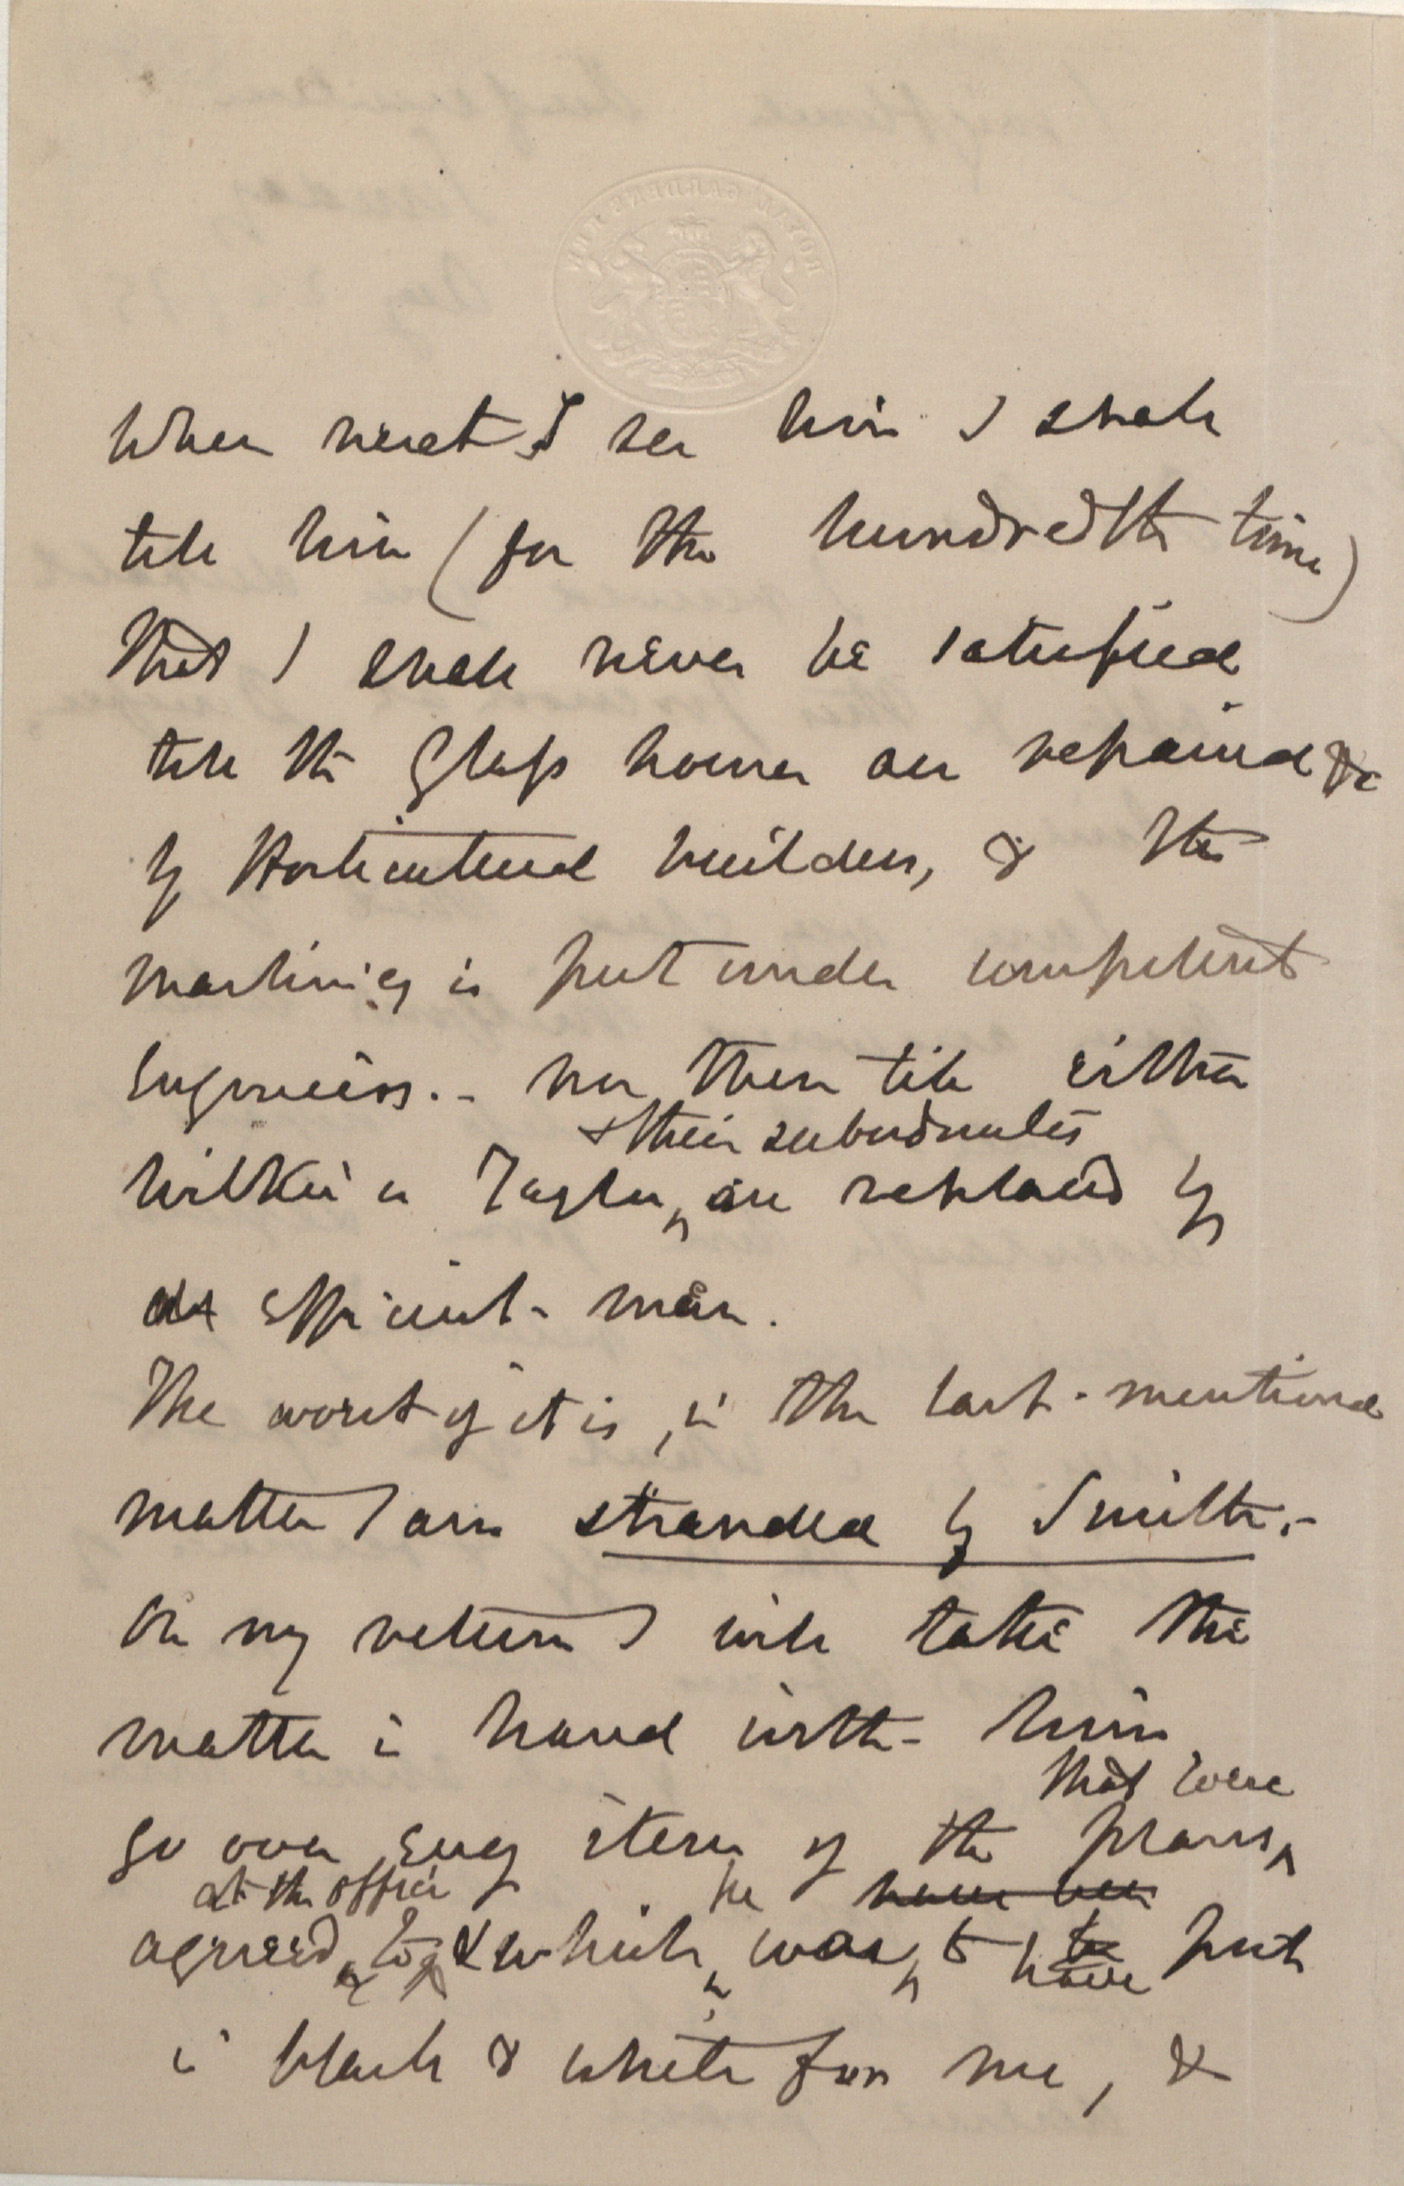 When next I see him I shall
tell him (for the hundredth time)
that I shall never be satisfied
till the Glass houses are repaired &c
by Horticultural builders, & the
machinery is put under competent
Engineers. - nor then till either
& their subordinates
Wilkie or Taylor, are replaced by
efficient - man.
The worst of it is, in the last-mentioned
matter I am stranded by Smith. -
On my return I will take the
matter in hand with him
that were
go over every item of the plans
at the office he have been
agreed to & which was to be have put
in black & white for me, &